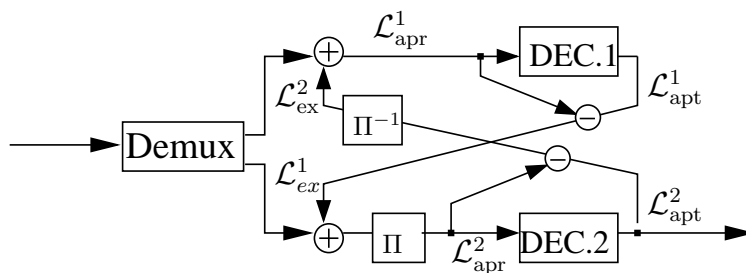 ℒ¹apr
DEC.1
ℒ²ex
Π⁻¹
ℒ¹apt
Demux
ℒ¹ex
ℒ²apt
Π
ℒ²apr
DEC.2